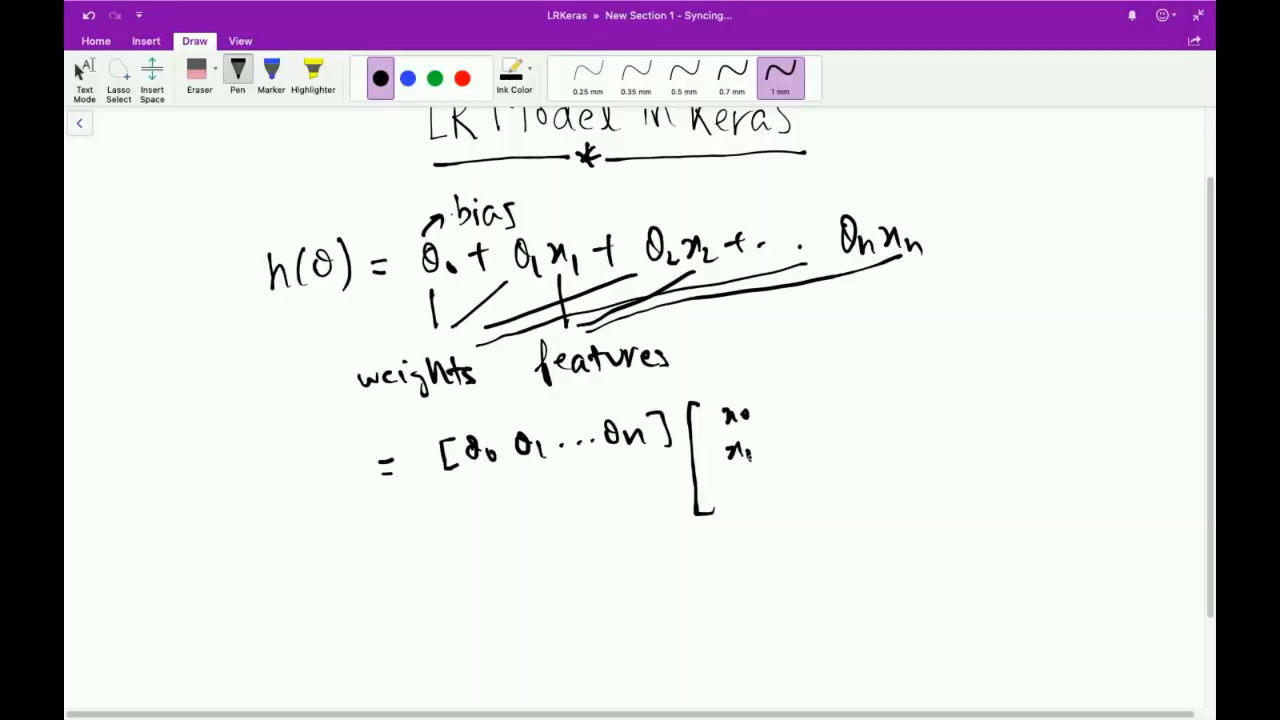 LRKeras » New Section 1 - Syncing...
Home Insert Draw View
Text Mode Lasso Select Insert Space Eraser Pen Marker Highlighter Ink Color 0.25 mm 0.35 mm 0.5 mm 0.7 mm 1 mm
LR Model in Keras
bias
h(θ) = θ₀ + θ₁x₁ + θ₂x₂ + . . . θₙxₙ
weights features
= [θ₀ θ₁ ... θn] [ x₀
x₁